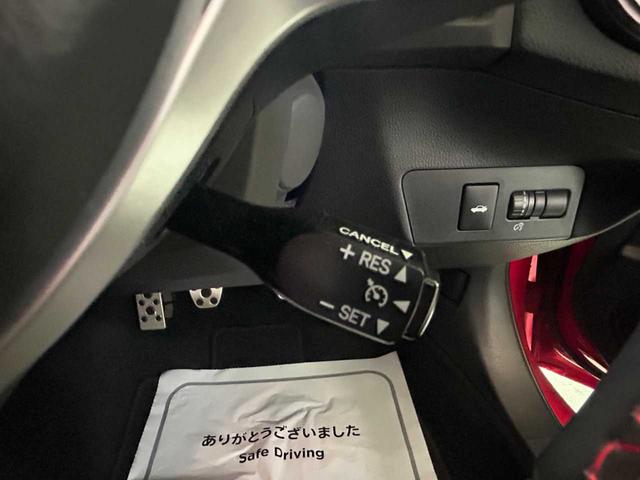 CANCEL▼
+ RES ▲
◀
− SET ▼
ありがとうございました
Safe Driving